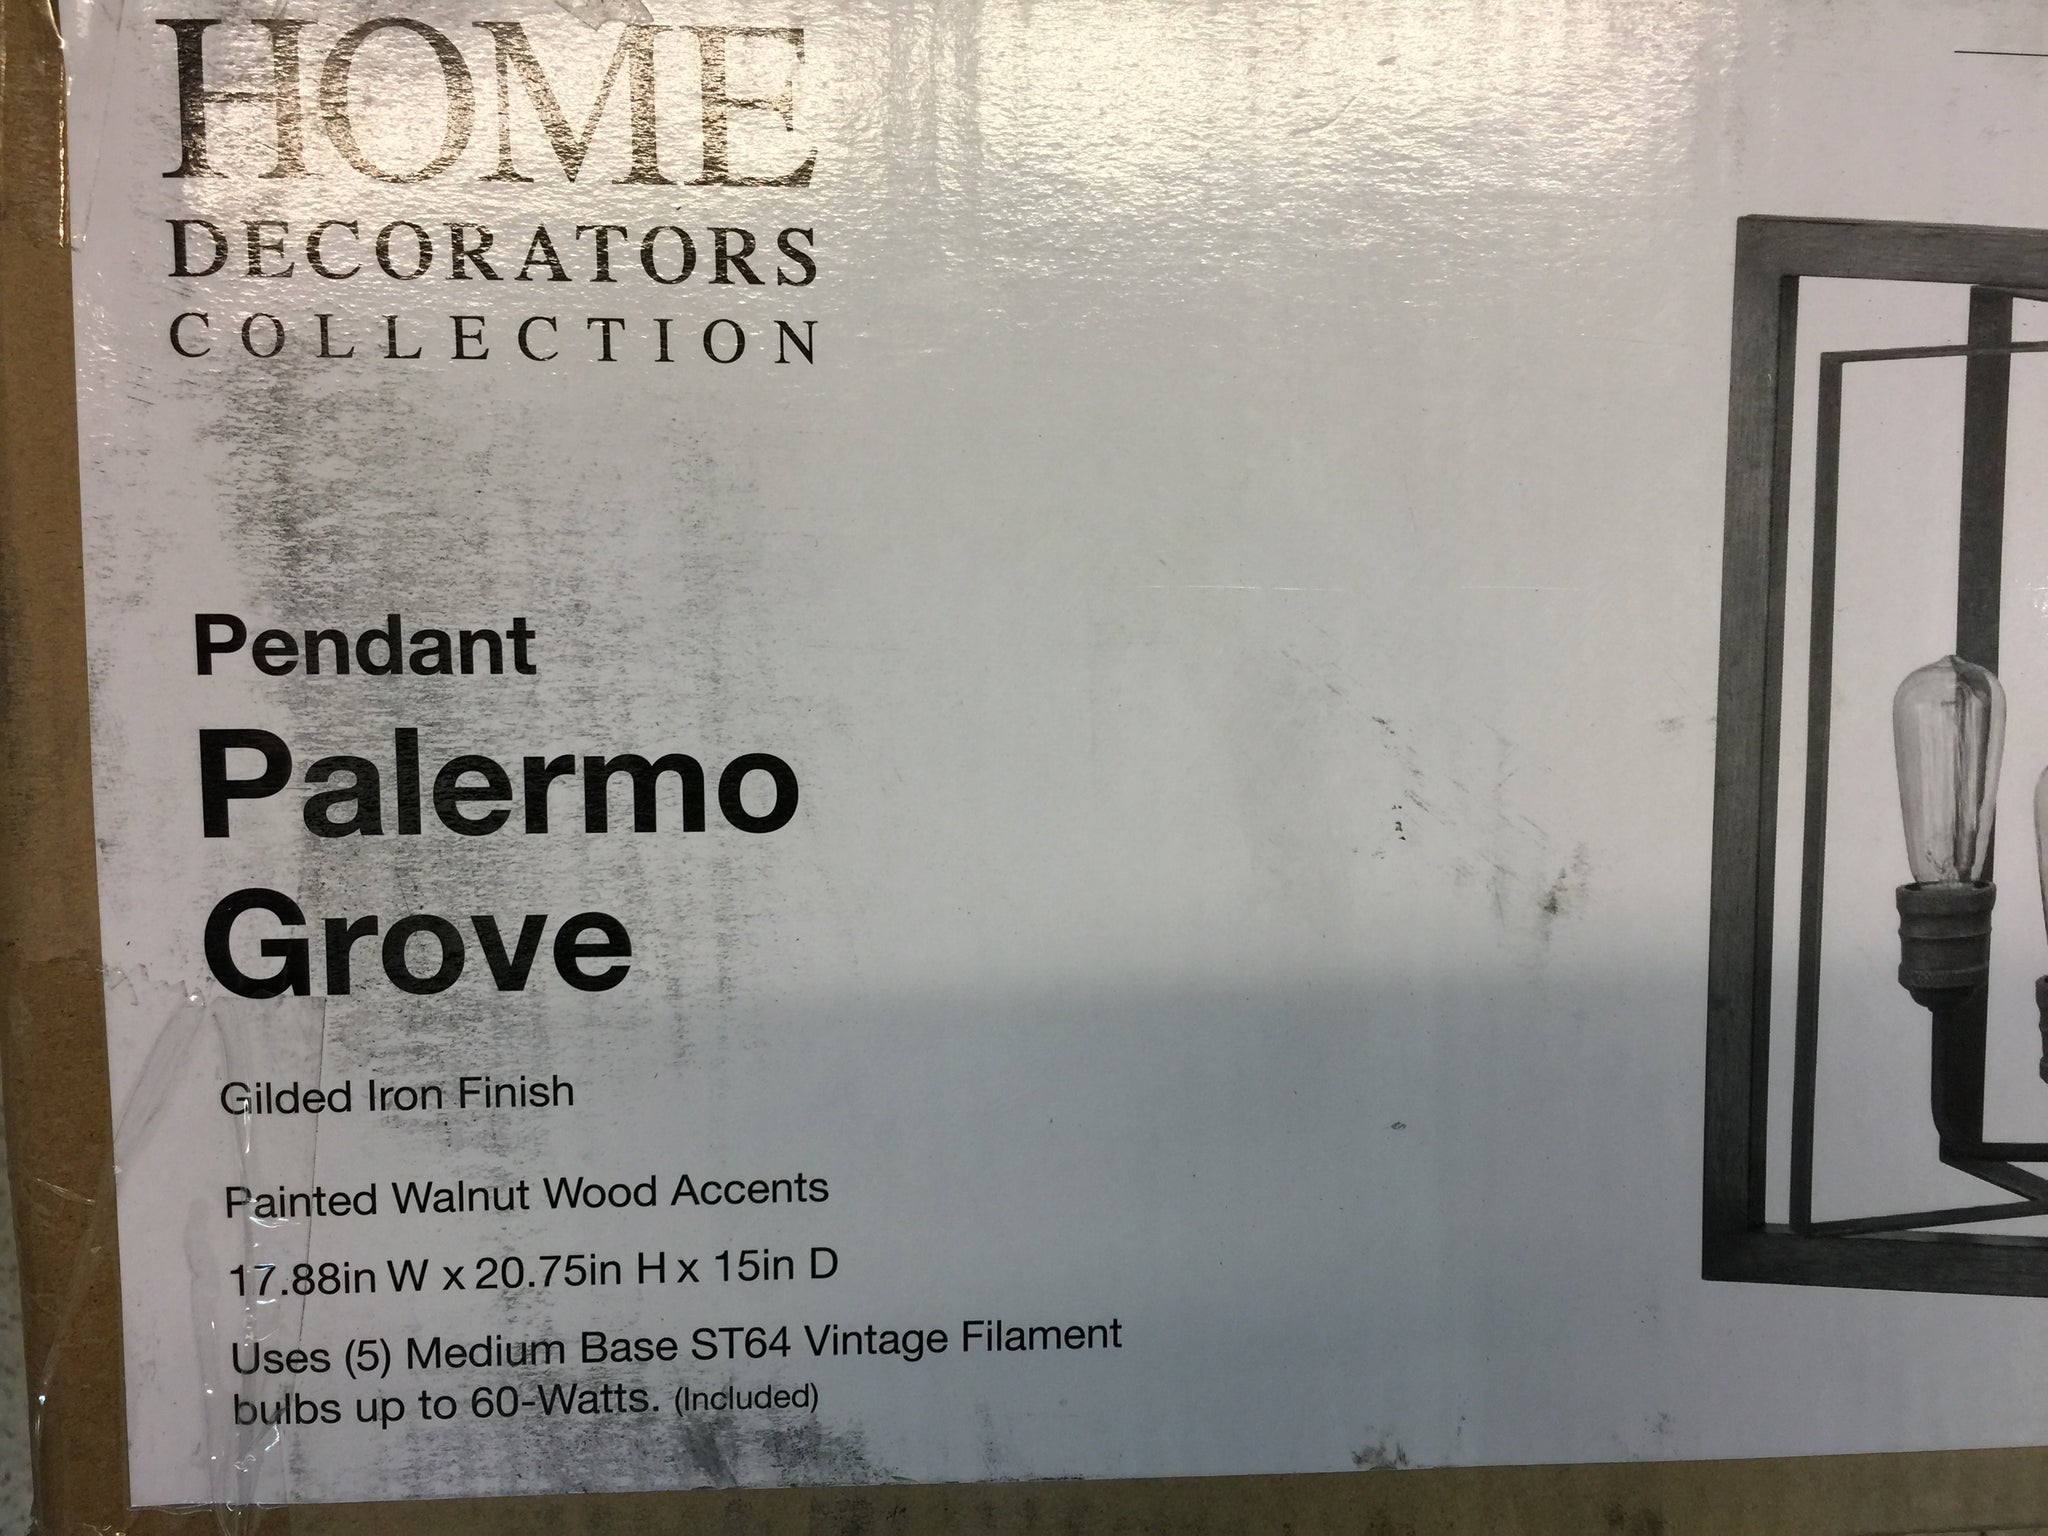 HOME
DECORATORS
COLLECTION
Pendant
Palermo
Grove
Gilded Iron Finish
Painted Walnut Wood Accents
17.88in W x 20.75in H x 15in D
Uses (5) Medium Base ST64 Vintage Filament
bulbs up to 60-Watts. (Included)